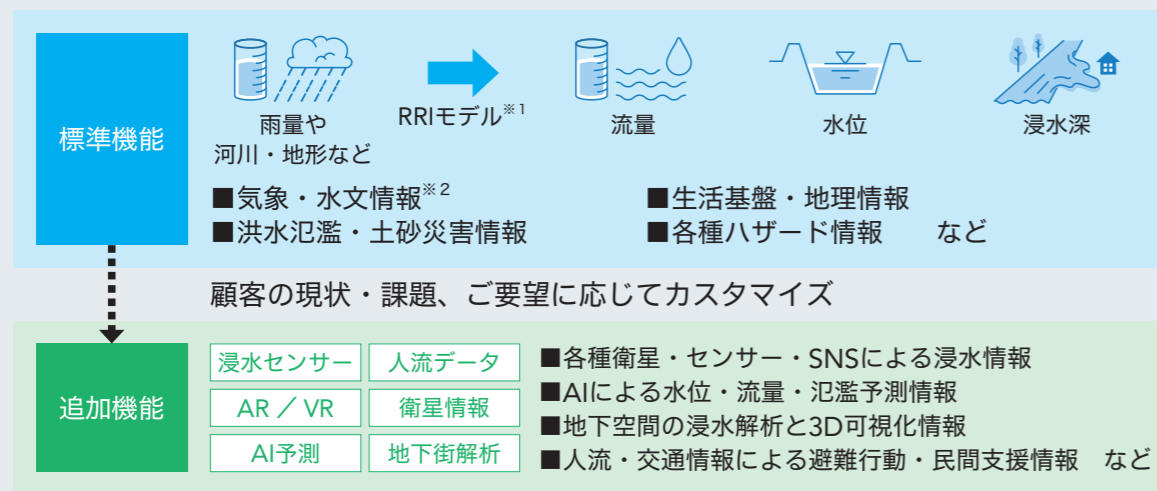 標準機能
雨量や
河川・地形など
RRIモデル※1
流量
水位
浸水深
■気象・水文情報※2
■生活基盤・地理情報
■洪水氾濫・土砂災害情報
■各種ハザード情報　など
顧客の現状・課題、ご要望に応じてカスタマイズ
追加機能
浸水センサー
人流データ
AR／VR
衛星情報
AI予測
地下街解析
■各種衛星・センサー・SNSによる浸水情報
■AIによる水位・流量・氾濫予測情報
■地下空間の浸水解析と3D可視化情報
■人流・交通情報による避難行動・民間支援情報　など